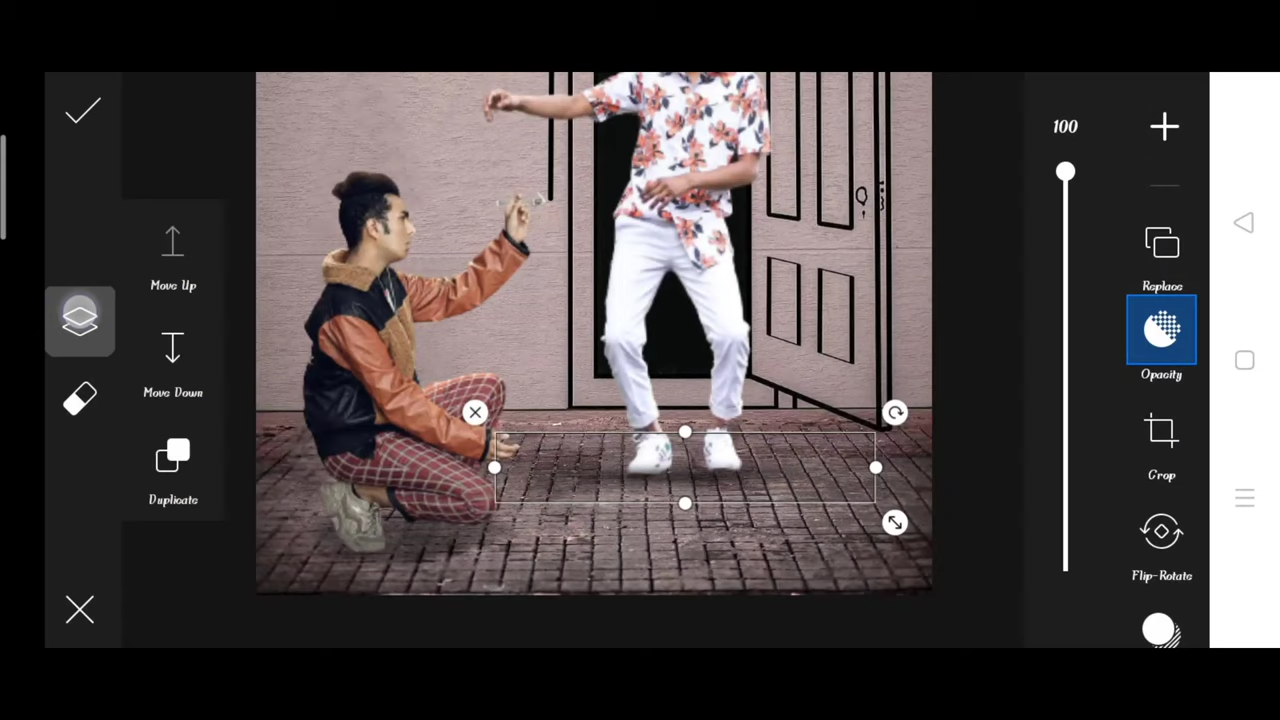 100
Move Up
Replace
Opacity
Move Down
Crop
Duplicate
Flip-Rotate